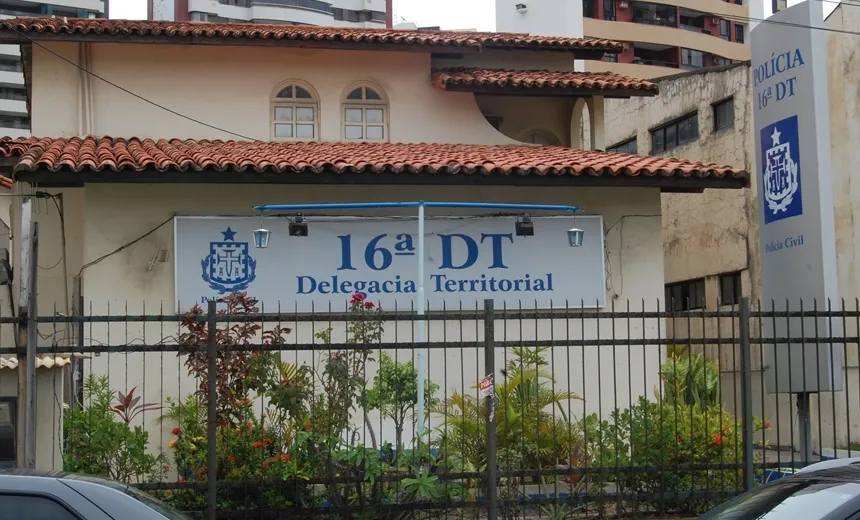 POLÍCIA
16ª DT
Polícia Civil
16ª DT
Delegacia Territorial